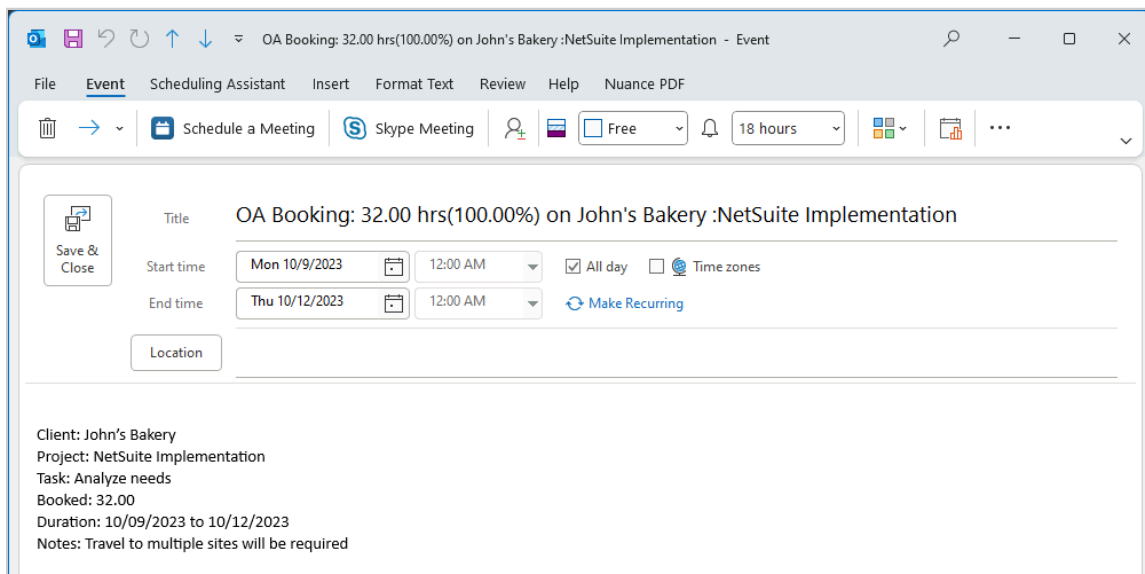 OA Booking: 32.00 hrs(100.00%) on John's Bakery :NetSuite Implementation - Event
File Event Scheduling Assistant Insert Format Text Review Help Nuance PDF
Schedule a Meeting Skype Meeting Free 18 hours
Save & Close
Title OA Booking: 32.00 hrs(100.00%) on John's Bakery :NetSuite Implementation
Start time Mon 10/9/2023 12:00 AM All day Time zones
End time Thu 10/12/2023 12:00 AM Make Recurring
Location
Client: John’s Bakery
Project: NetSuite Implementation
Task: Analyze needs
Booked: 32.00
Duration: 10/09/2023 to 10/12/2023
Notes: Travel to multiple sites will be required